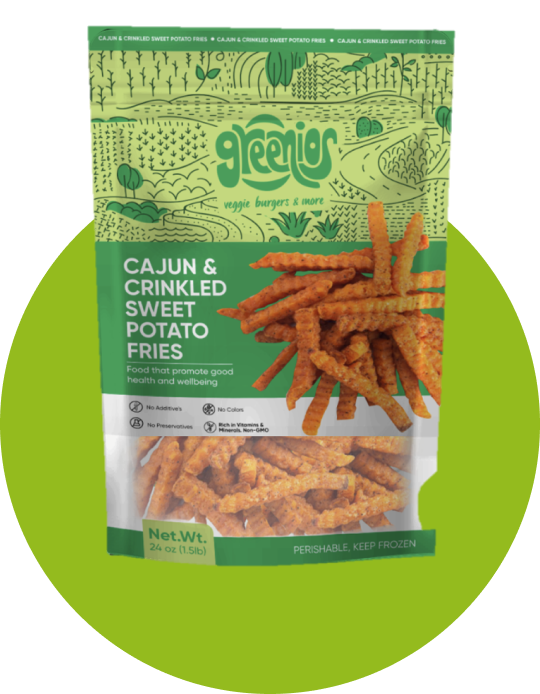 CAJUN & CRINKLED SWEET POTATO FRIES • CAJUN & CRINKLED SWEET POTATO FRIES • CAJUN & CRINKLED SWEET POTATO FRIES
greenios
veggie burgers & more
CAJUN &
CRINKLED
SWEET
POTATO
FRIES
Food that promote good
health and wellbeing
No Additive's
No Colors
No Preservatives
Rich in Vitamins &
Minerals, Non-GMO
Net.Wt.
24 oz (1.5lb)
PERISHABLE, KEEP FROZEN